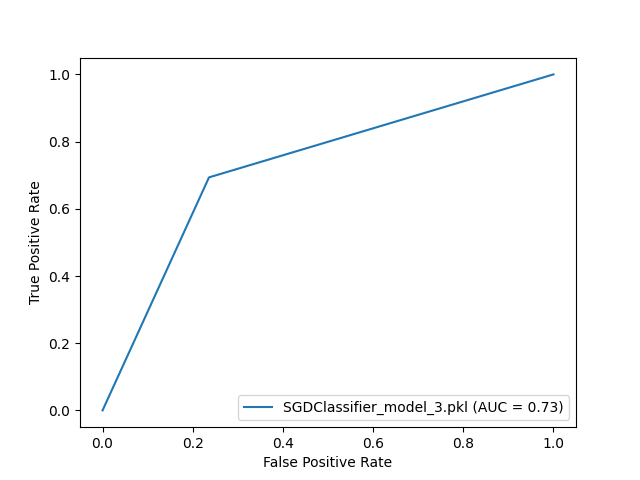 1.0
0.8
0.6
0.4
0.2
0.0
True Positive Rate
SGDClassifier_model_3.pkl (AUC = 0.73)
0.0 0.2 0.4 0.6 0.8 1.0
False Positive Rate